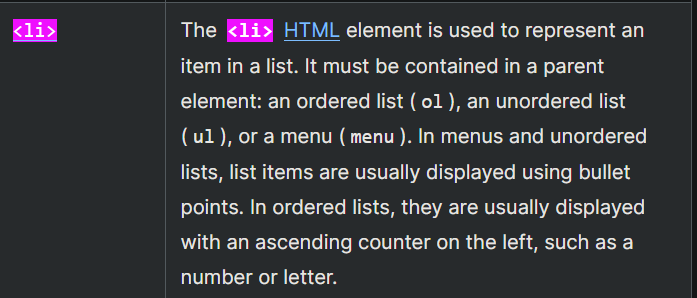 <li>
The <li> HTML element is used to represent an
item in a list. It must be contained in a parent
element: an ordered list ( ol ), an unordered list
( ul ), or a menu ( menu ). In menus and unordered
lists, list items are usually displayed using bullet
points. In ordered lists, they are usually displayed
with an ascending counter on the left, such as a
number or letter.